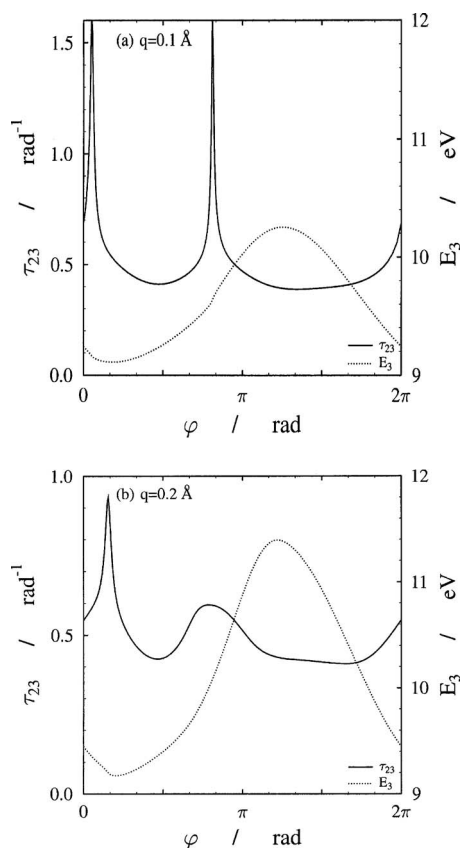 (a) q=0.1 Å
1.5
1.0
0.5
0.0
τ₂₃ / rad⁻¹
12
11
10
9
E₃ / eV
τ₂₃
E₃
0 π 2π
φ / rad
(b) q=0.2 Å
1.0
0.5
0.0
τ₂₃ / rad⁻¹
12
11
10
9
E₃ / eV
τ₂₃
E₃
0 π 2π
φ / rad